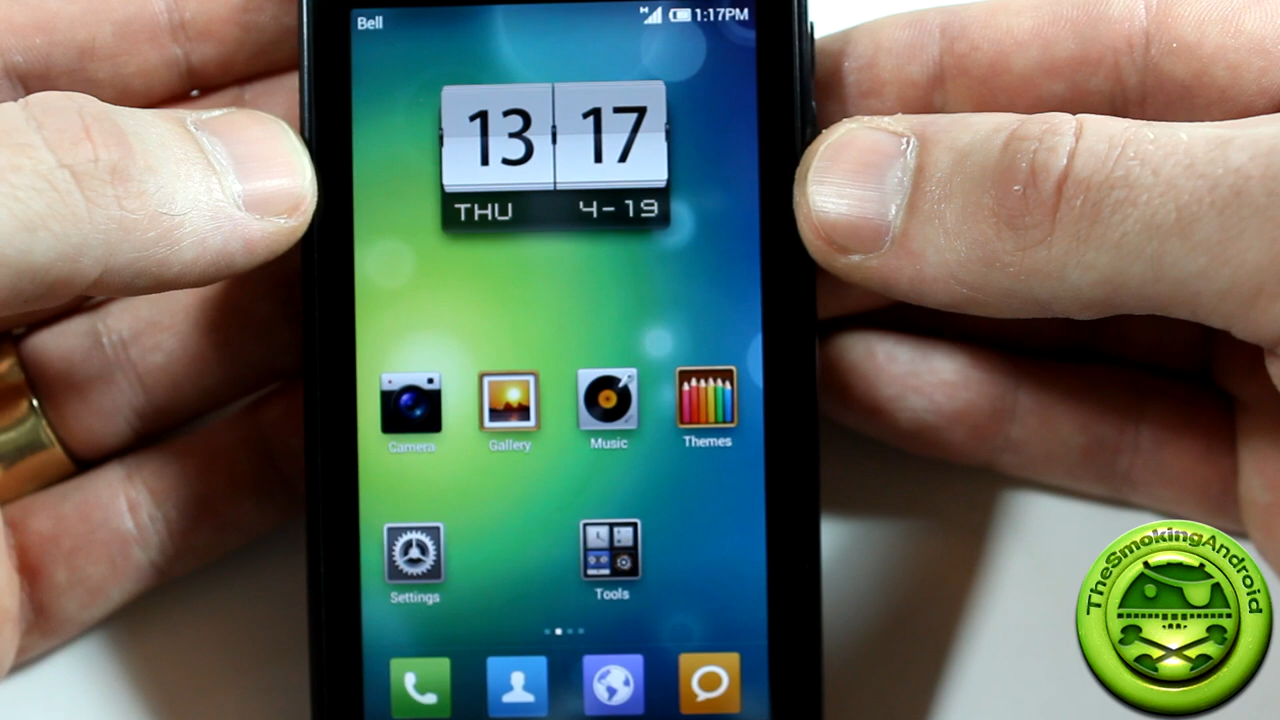 Bell
H 1:17PM
13 17
THU 4-19
Camera Gallery Music Themes
Settings Tools
TheSmokingAndroid